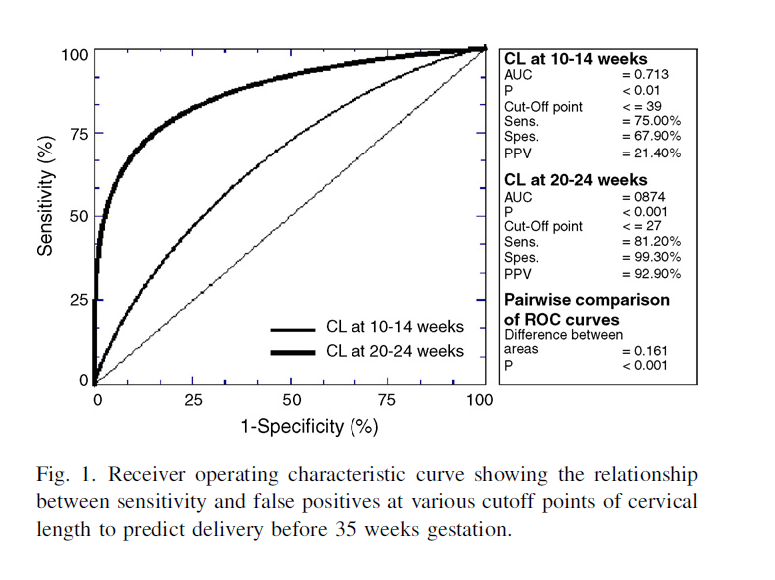 100
75
50
25
0
Sensitivity (%)
0 25 50 75 100
1-Specificity (%)
CL at 10-14 weeks
CL at 20-24 weeks
CL at 10-14 weeks
AUC = 0.713
P < 0.01
Cut-Off point < = 39
Sens. = 75.00%
Spes. = 67.90%
PPV = 21.40%
CL at 20-24 weeks
AUC = 0874
P < 0.001
Cut-Off point < = 27
Sens. = 81.20%
Spes. = 99.30%
PPV = 92.90%
Pairwise comparison
of ROC curves
Difference between
areas = 0.161
P < 0.001
Fig. 1. Receiver operating characteristic curve showing the relationship
between sensitivity and false positives at various cutoff points of cervical
length to predict delivery before 35 weeks gestation.